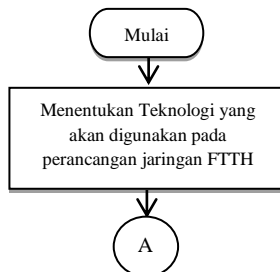 Mulai
Menentukan Teknologi yang
akan digunakan pada
perancangan jaringan FTTH
A